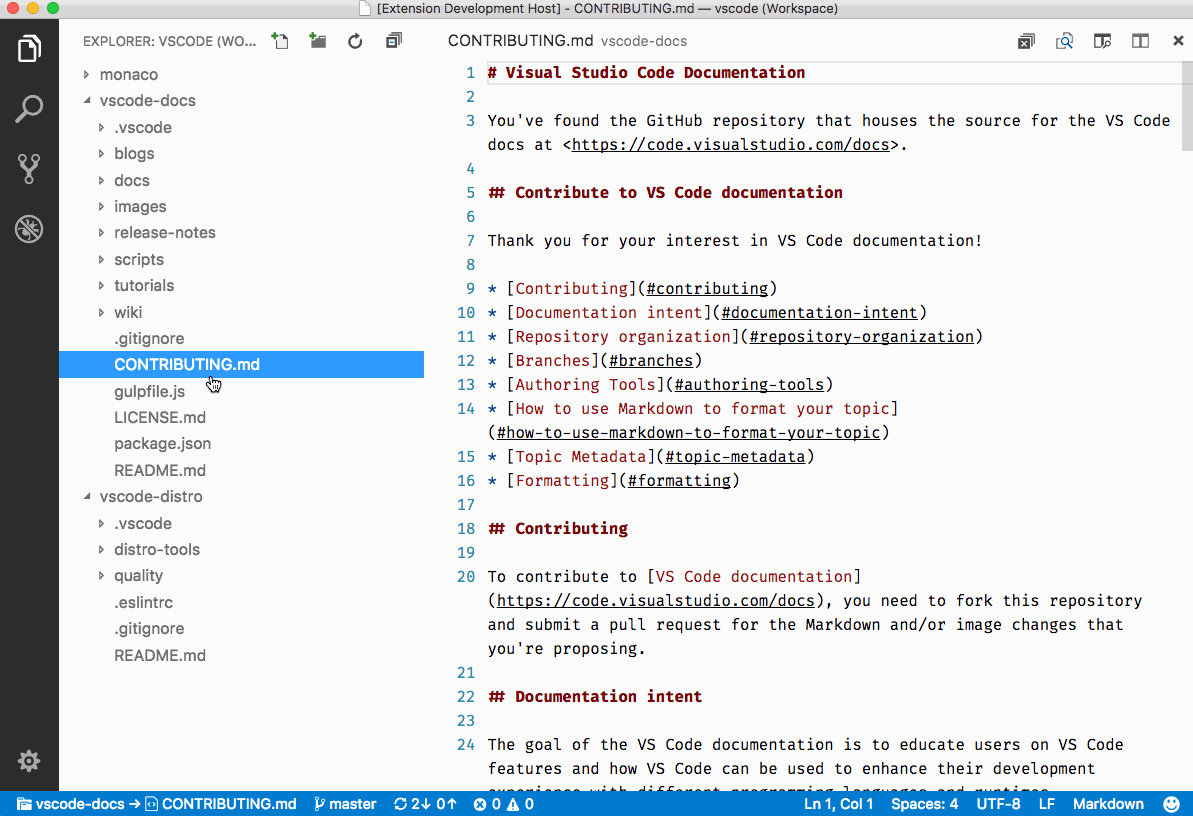 [Extension Development Host] - CONTRIBUTING.md — vscode (Workspace)
EXPLORER: VSCODE (WO...
monaco
vscode-docs
.vscode
blogs
docs
images
release-notes
scripts
tutorials
wiki
.gitignore
CONTRIBUTING.md
gulpfile.js
LICENSE.md
package.json
README.md
vscode-distro
.vscode
distro-tools
quality
.eslintrc
.gitignore
README.md
CONTRIBUTING.md vscode-docs
1 # Visual Studio Code Documentation
2
3 You've found the GitHub repository that houses the source for the VS Code
docs at <https://code.visualstudio.com/docs>.
4
5 ## Contribute to VS Code documentation
6
7 Thank you for your interest in VS Code documentation!
8
9 * [Contributing](#contributing)
10 * [Documentation intent](#documentation-intent)
11 * [Repository organization](#repository-organization)
12 * [Branches](#branches)
13 * [Authoring Tools](#authoring-tools)
14 * [How to use Markdown to format your topic]
(#how-to-use-markdown-to-format-your-topic)
15 * [Topic Metadata](#topic-metadata)
16 * [Formatting](#formatting)
17
18 ## Contributing
19
20 To contribute to [VS Code documentation]
(https://code.visualstudio.com/docs), you need to fork this repository
and submit a pull request for the Markdown and/or image changes that
you're proposing.
21
22 ## Documentation intent
23
24 The goal of the VS Code documentation is to educate users on VS Code
features and how VS Code can be used to enhance their development
experience with different programming languages and runtimes.
vscode-docs → CONTRIBUTING.md master 2↓ 0↑ 0 0 Ln 1, Col 1 Spaces: 4 UTF-8 LF Markdown